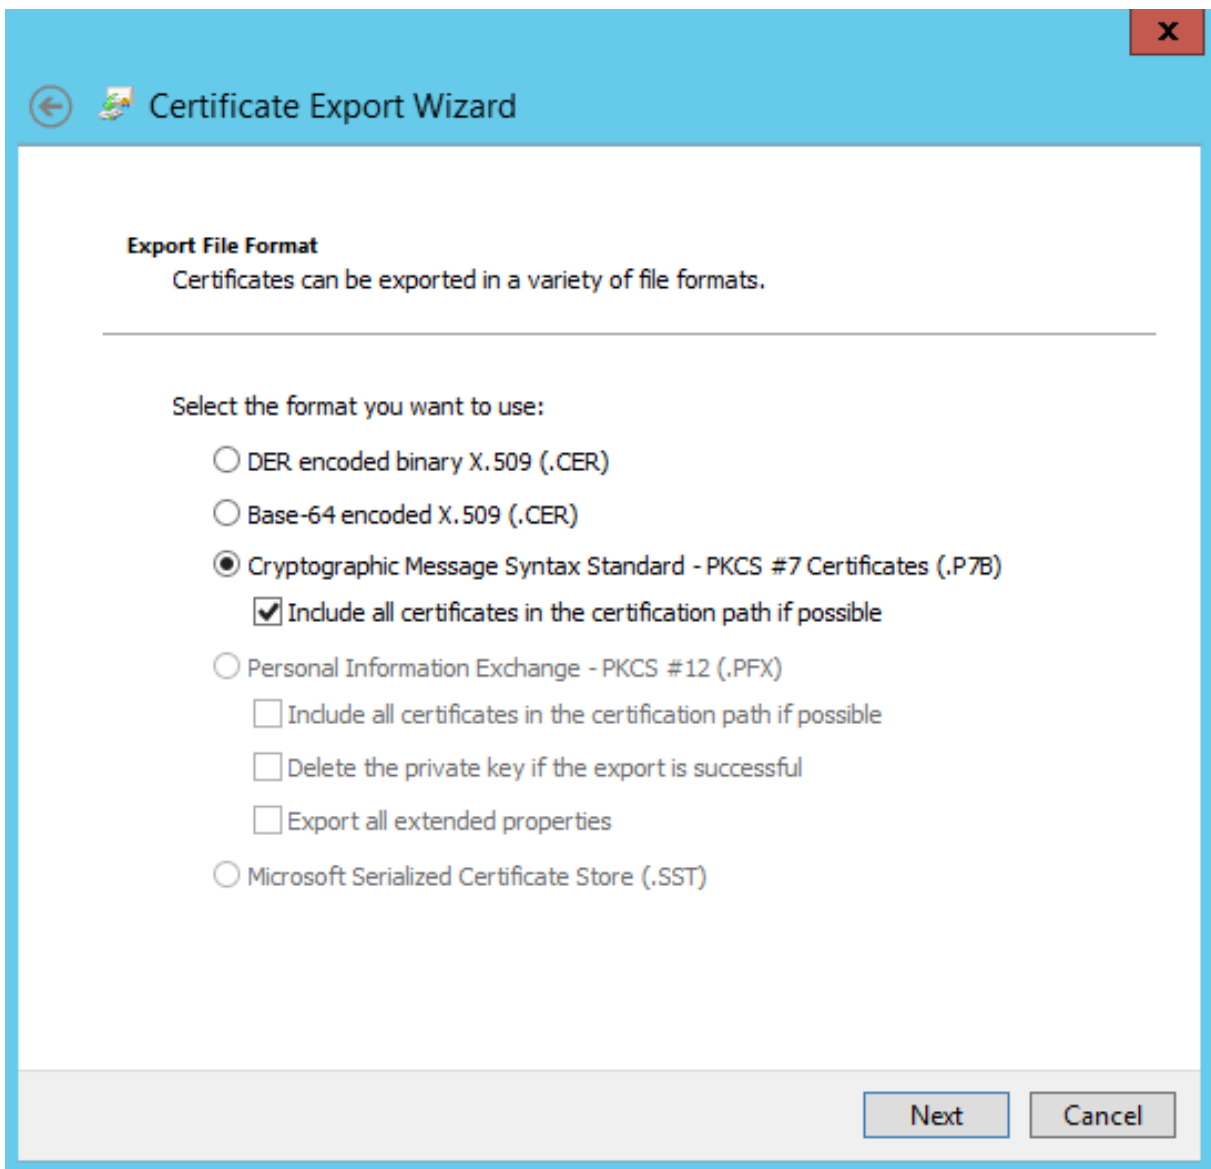 x
Certificate Export Wizard
Export File Format
Certificates can be exported in a variety of file formats.
Select the format you want to use:
DER encoded binary X.509 (.CER)
Base-64 encoded X.509 (.CER)
Cryptographic Message Syntax Standard - PKCS #7 Certificates (.P7B)
Include all certificates in the certification path if possible
Personal Information Exchange - PKCS #12 (.PFX)
Include all certificates in the certification path if possible
Delete the private key if the export is successful
Export all extended properties
Microsoft Serialized Certificate Store (.SST)
Next Cancel